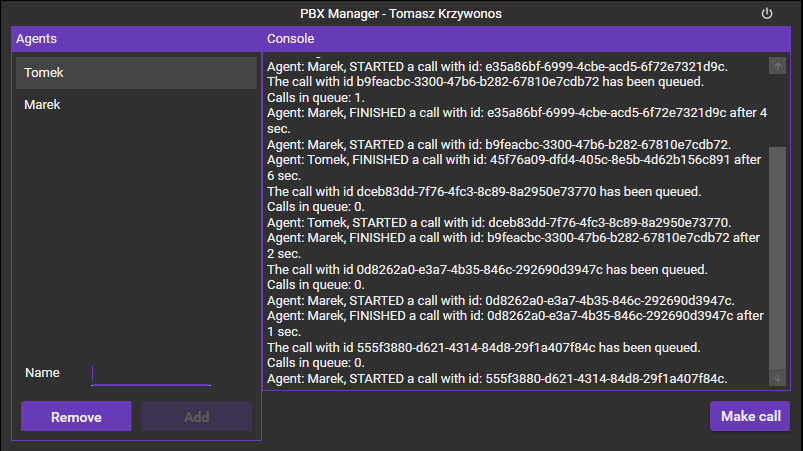 PBX Manager - Tomasz Krzywonos
Agents
Tomek
Marek
Name
Remove
Add
Console
Agent: Marek, STARTED a call with id: e35a86bf-6999-4cbe-acd5-6f72e7321d9c.
The call with id b9feacbc-3300-47b6-b282-67810e7cdb72 has been queued.
Calls in queue: 1.
Agent: Marek, FINISHED a call with id: e35a86bf-6999-4cbe-acd5-6f72e7321d9c after 4
sec.
Agent: Marek, STARTED a call with id: b9feacbc-3300-47b6-b282-67810e7cdb72.
Agent: Tomek, FINISHED a call with id: 45f76a09-dfd4-405c-8e5b-4d62b156c891 after
6 sec.
The call with id dceb83dd-7f76-4fc3-8c89-8a2950e73770 has been queued.
Calls in queue: 0.
Agent: Tomek, STARTED a call with id: dceb83dd-7f76-4fc3-8c89-8a2950e73770.
Agent: Marek, FINISHED a call with id: b9feacbc-3300-47b6-b282-67810e7cdb72 after
2 sec.
The call with id 0d8262a0-e3a7-4b35-846c-292690d3947c has been queued.
Calls in queue: 0.
Agent: Marek, STARTED a call with id: 0d8262a0-e3a7-4b35-846c-292690d3947c.
Agent: Marek, FINISHED a call with id: 0d8262a0-e3a7-4b35-846c-292690d3947c after
1 sec.
The call with id 555f3880-d621-4314-84d8-29f1a407f84c has been queued.
Calls in queue: 0.
Agent: Marek, STARTED a call with id: 555f3880-d621-4314-84d8-29f1a407f84c.
Make call